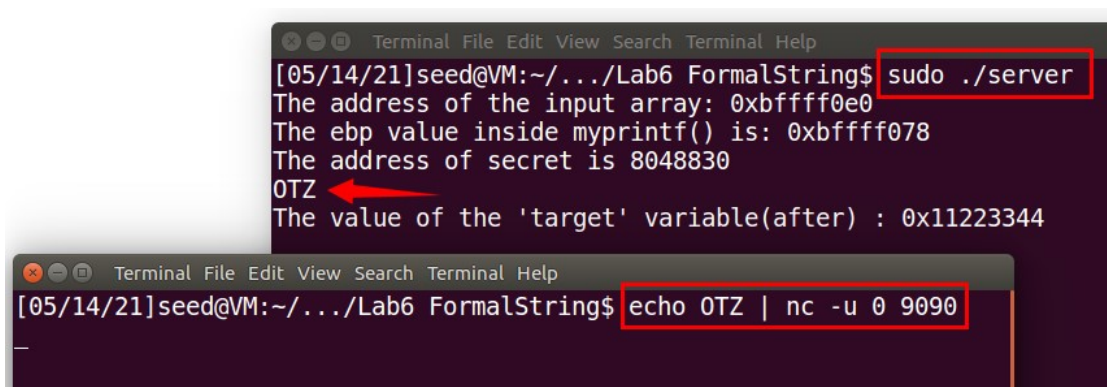 Terminal File Edit View Search Terminal Help
[05/14/21]seed@VM:~/.../Lab6 FormalString$ sudo ./server
The address of the input array: 0xbffff0e0
The ebp value inside myprintf() is: 0xbffff078
The address of secret is 8048830
OTZ
The value of the 'target' variable(after) : 0x11223344
Terminal File Edit View Search Terminal Help
[05/14/21]seed@VM:~/.../Lab6 FormalString$ echo OTZ | nc -u 0 9090